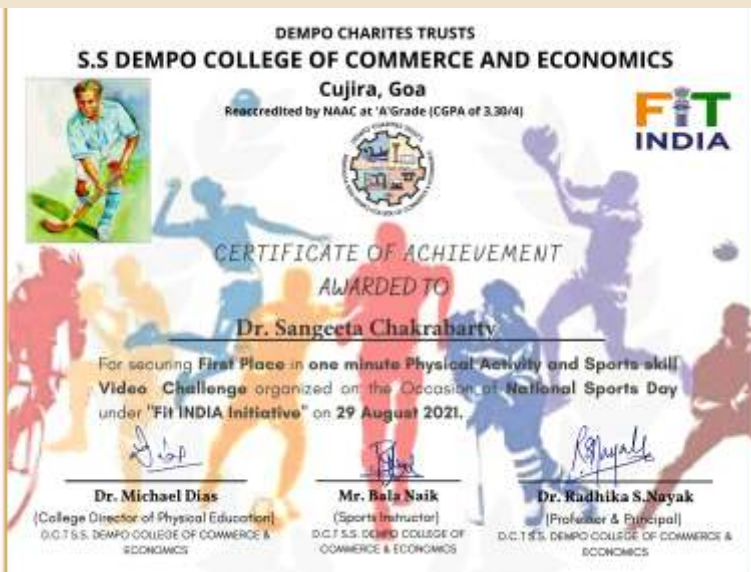 DEMPO CHARITES TRUSTS
S.S DEMPO COLLEGE OF COMMERCE AND ECONOMICS
Cujira, Goa
Reaccredited by NAAC at 'A'Grade (CGPA of 3.30/4)
FIT
INDIA
CERTIFICATE OF ACHIEVEMENT
AWARDED TO
Dr. Sangeeta Chakrabarty
For securing First Place in one minute Physical Activity and Sports skill
Video Challenge organized on the Occasion of National Sports Day
under "Fit INDIA Initiative" on 29 August 2021.
Dr. Michael Dias
(College Director of Physical Education)
D.C.T S.S. DEMPO COLLEGE OF COMMERCE &
ECONOMICS
Mr. Bala Naik
(Sports Instructor)
D.C.T S.S. DEMPO COLLEGE OF
COMMERCE & ECONOMICS
Dr. Radhika S.Nayak
(Professor & Principal)
D.C.T S.S. DEMPO COLLEGE OF COMMERCE &
ECONOMICS